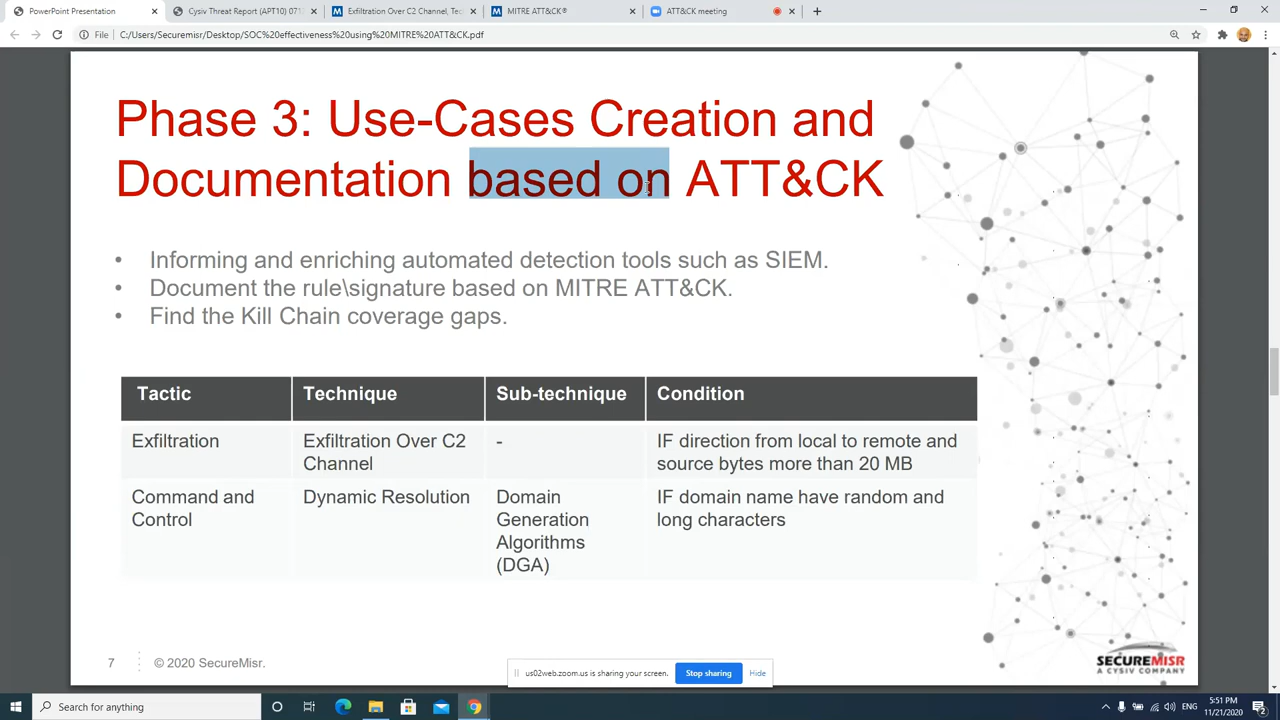 PowerPoint Presentation
Cysiv Threat Report (APT10) 071
Exfiltration Over C2 Channel, Tec
MITRE ATT&CK®
ATT&CK meeting
File
C:/Users/Securemisr/Desktop/SOC%20effectiveness%20using%20MITRE%20ATT&CK.pdf
Phase 3: Use-Cases Creation and
Documentation based on ATT&CK
• Informing and enriching automated detection tools such as SIEM.
• Document the rule\signature based on MITRE ATT&CK.
• Find the Kill Chain coverage gaps.
Tactic Technique Sub-technique Condition
Exfiltration
Exfiltration Over C2
Channel
-
IF direction from local to remote and
source bytes more than 20 MB
Command and
Control
Dynamic Resolution
Domain
Generation
Algorithms
(DGA)
IF domain name have random and
long characters
7
© 2020 SecureMisr.
us02web.zoom.us is sharing your screen.
Stop sharing
Hide
SECUREMISR
A CYSIV COMPANY
Search for anything
ENG
5:51 PM
11/21/2020
2